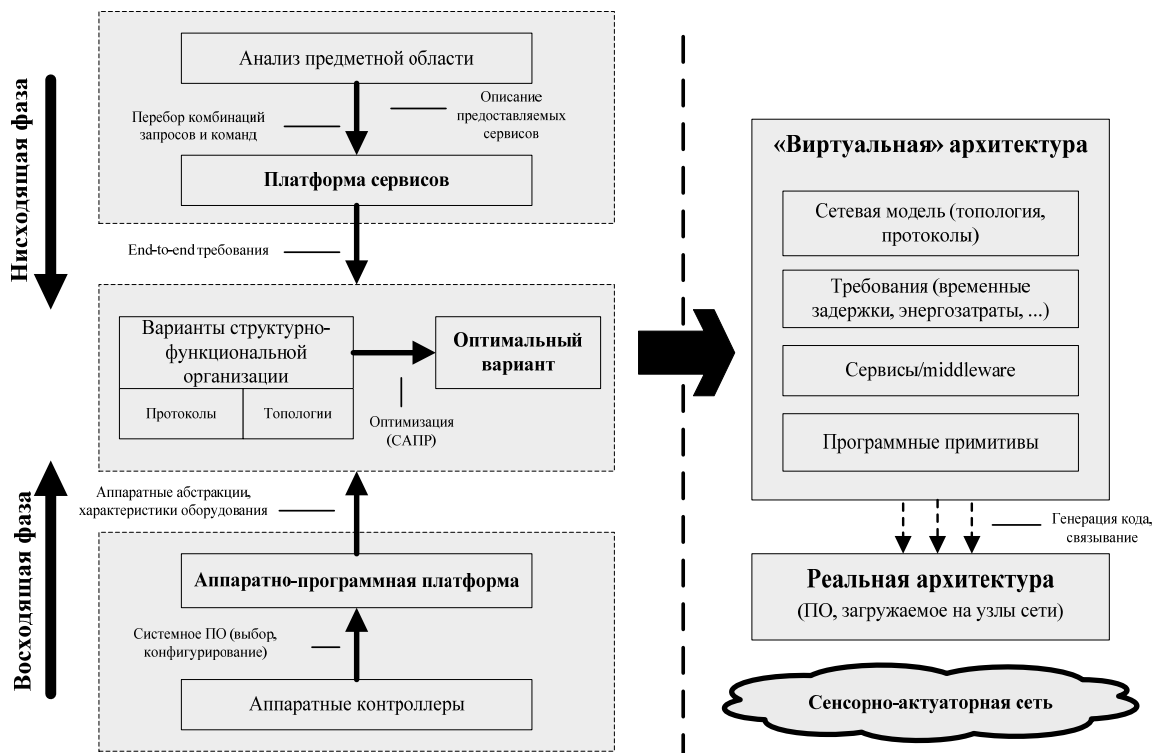 Нисходящая фаза
Анализ предметной области
Перебор комбинаций
запросов и команд
Описание
предоставляемых
сервисов
Платформа сервисов
End-to-end требования
Варианты структурно-
функциональной
организации
Протоколы
Топологии
Оптимальный
вариант
Оптимизация
(САПР)
Восходящая фаза
Аппаратные абстракции,
характеристики оборудования
Аппаратно-программная платформа
Системное ПО (выбор,
конфигурирование)
Аппаратные контроллеры
«Виртуальная» архитектура
Сетевая модель (топология,
протоколы)
Требования (временные
задержки, энергозатраты, ...)
Сервисы/middleware
Программные примитивы
Генерация кода,
связывание
Реальная архитектура
(ПО, загружаемое на узлы сети)
Сенсорно-актуаторная сеть